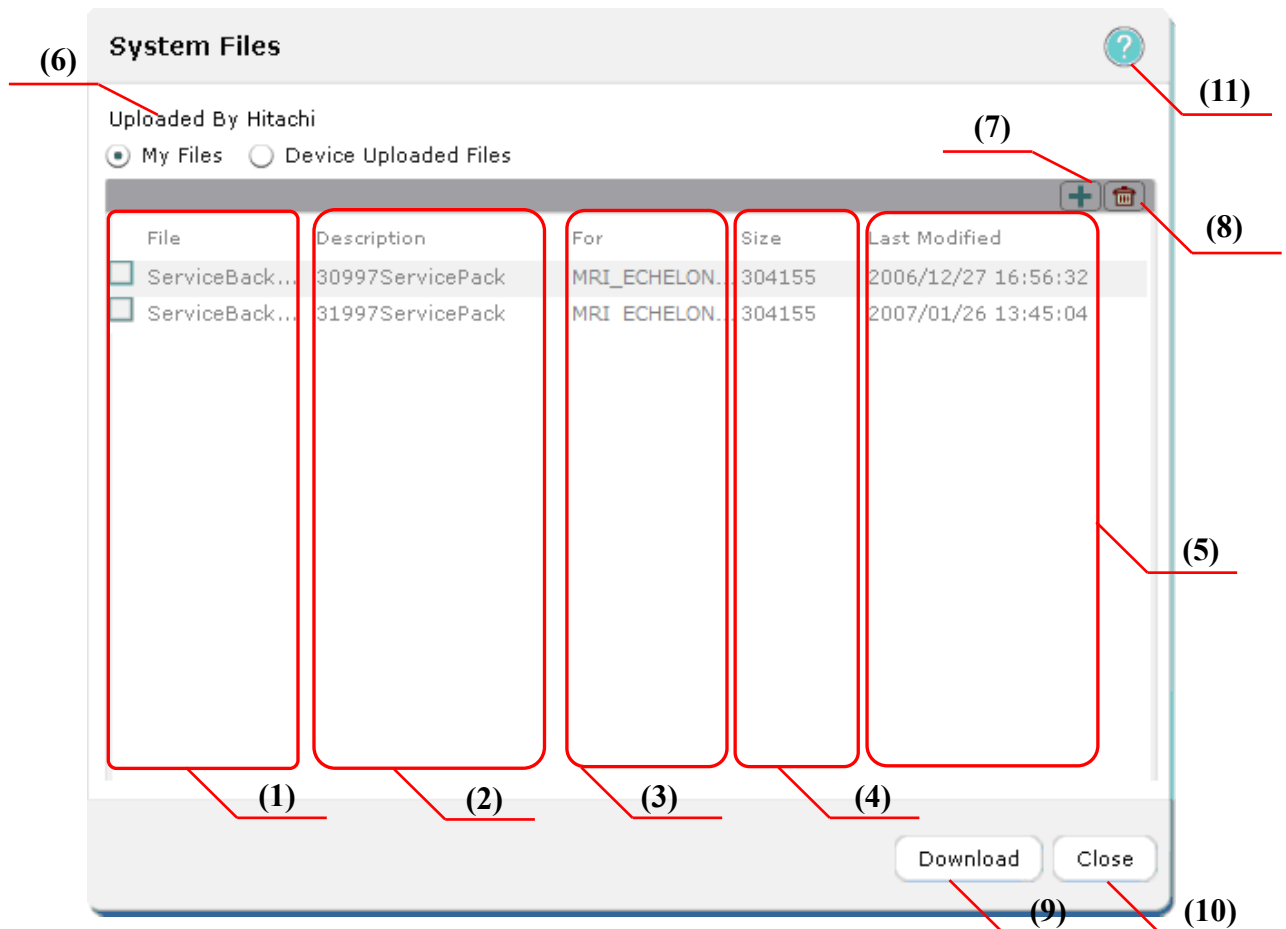 System Files
(6)
(11)
Uploaded By Hitachi
(7)
My Files Device Uploaded Files
(8)
File Description For Size Last Modified
ServiceBack... 30997ServicePack MRI_ECHELON... 304155 2006/12/27 16:56:32
ServiceBack... 31997ServicePack MRI ECHELON... 304155 2007/01/26 13:45:04
(5)
(1) (2) (3) (4)
Download Close
(9) (10)